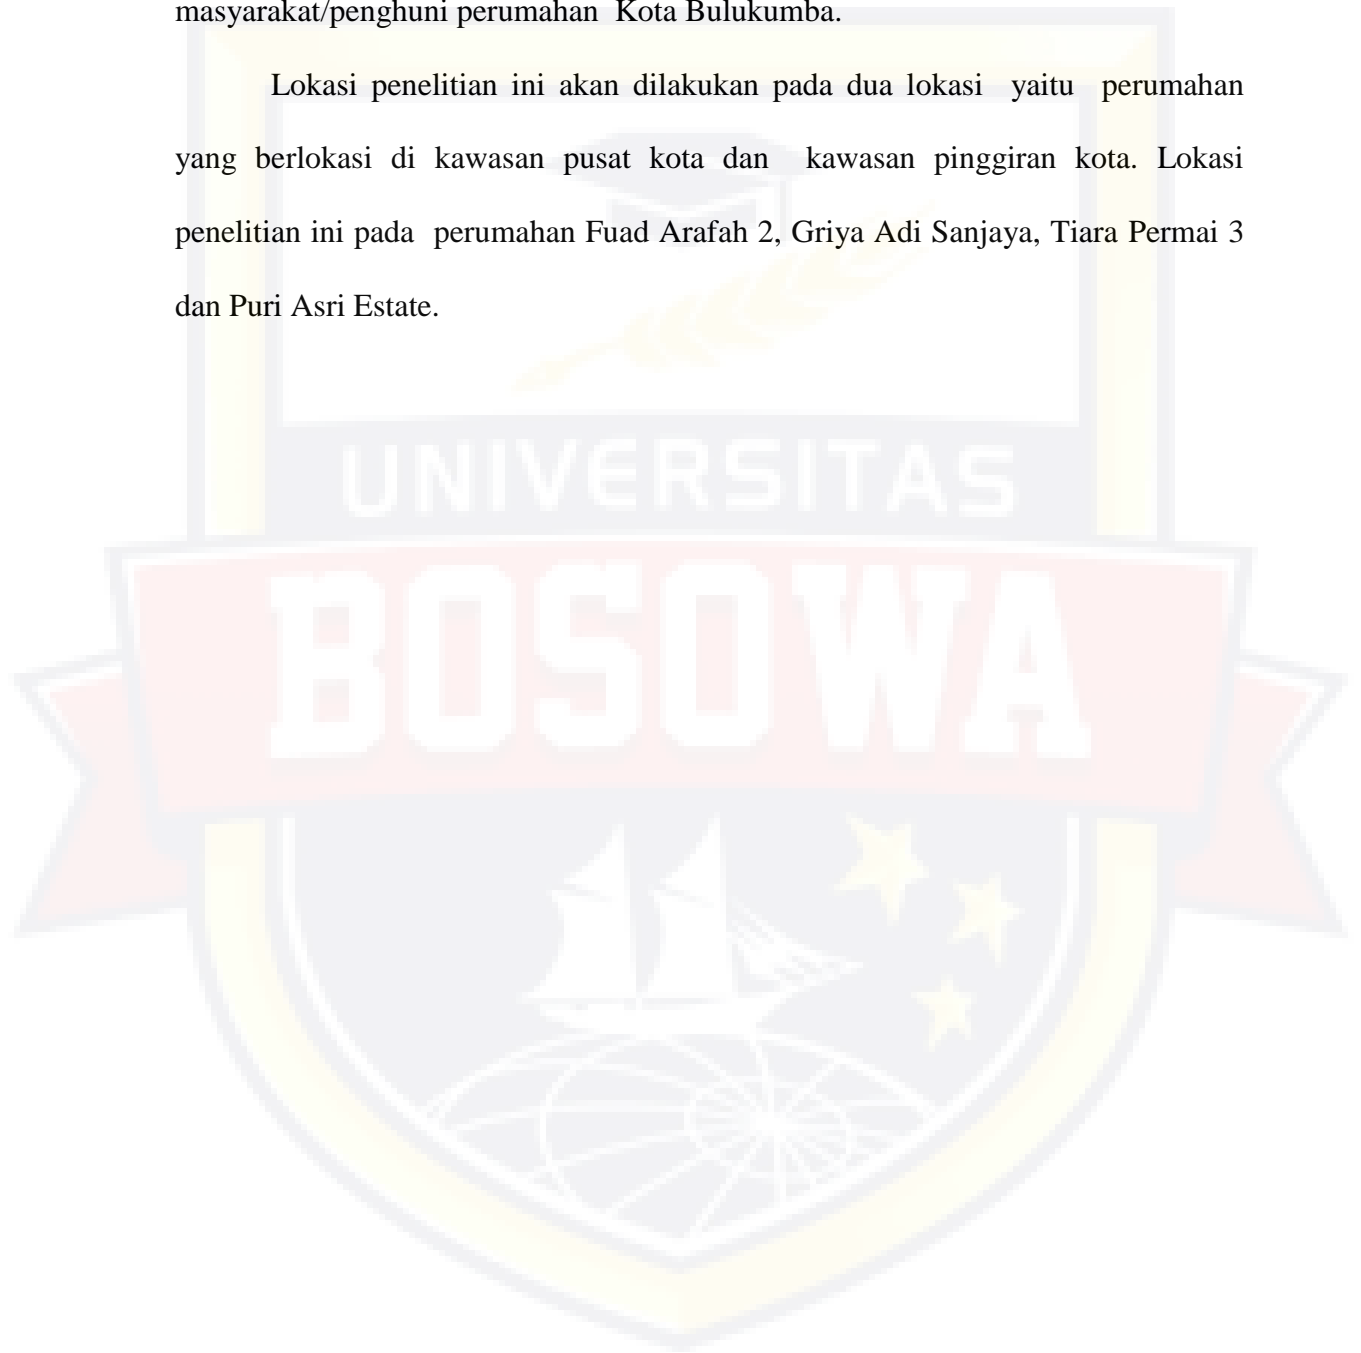 masyarakat/penghuni perumahan  Kota Bulukumba.
Lokasi penelitian ini akan dilakukan pada dua lokasi  yaitu  perumahan
yang berlokasi di kawasan pusat kota dan  kawasan pinggiran kota. Lokasi
penelitian ini pada  perumahan Fuad Arafah 2, Griya Adi Sanjaya, Tiara Permai 3
dan Puri Asri Estate.
UNIVERSITAS
BOSOWA